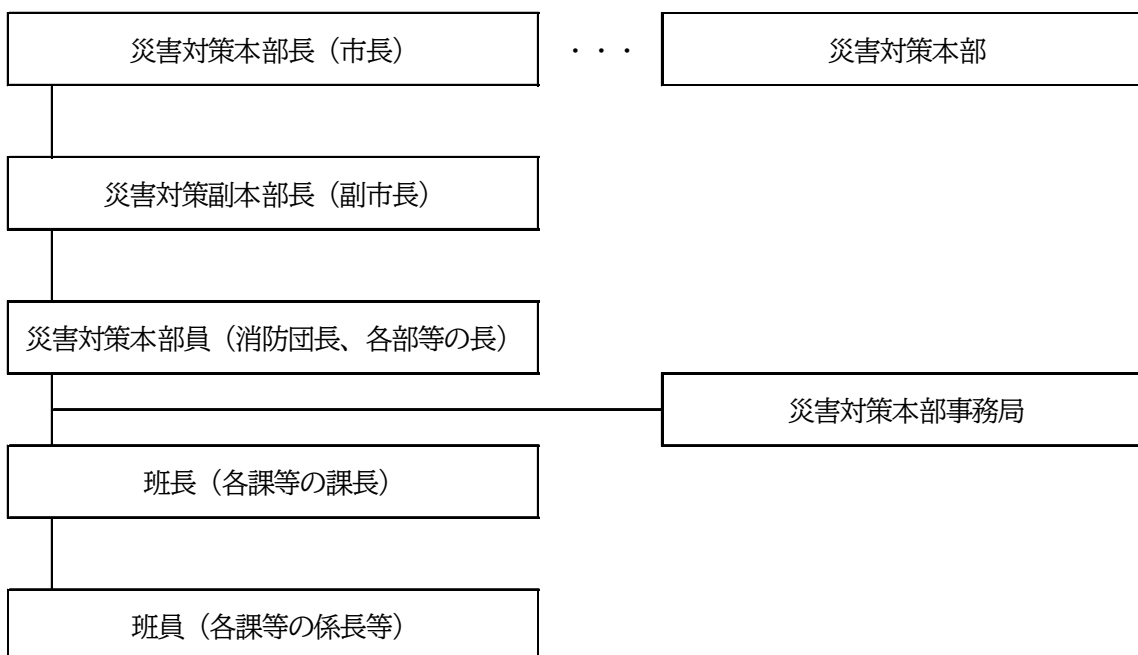 災害対策本部長（市長）
・・・
災害対策本部
災害対策副本部長（副市長）
災害対策本部員（消防団長、各部等の長）
災害対策本部事務局
班長（各課等の課長）
班員（各課等の係長等）